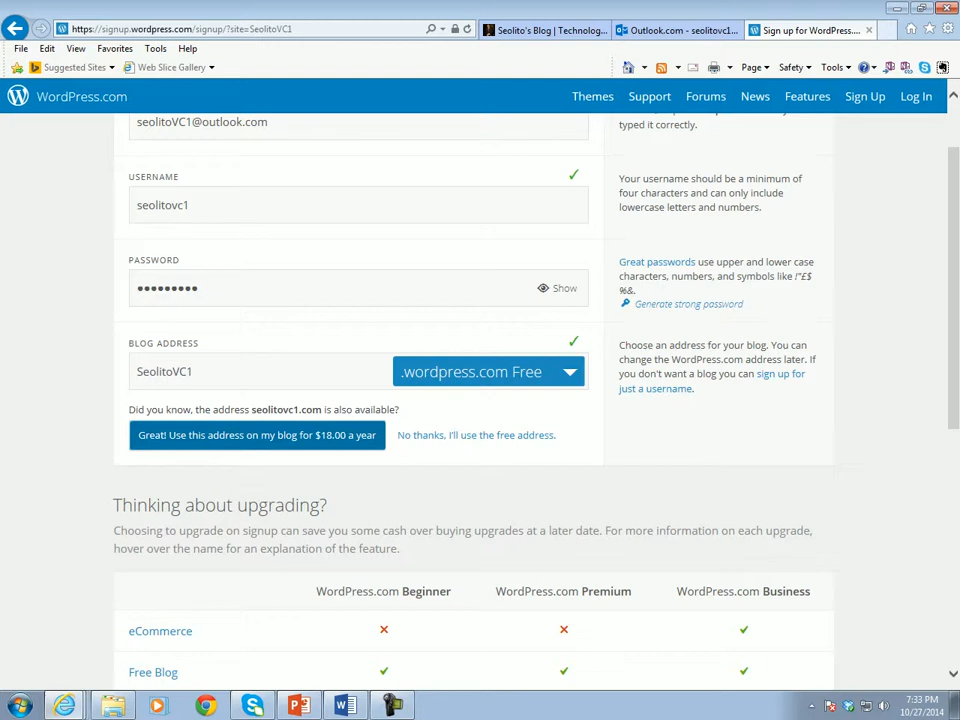 https://signup.wordpress.com/signup/?site=SeolitoVC1
Seolito's Blog | Technolog...
Outlook.com - seolitovc1...
Sign up for WordPress....
File Edit View Favorites Tools Help
Suggested Sites Web Slice Gallery Page Safety Tools
WordPress.com Themes Support Forums News Features Sign Up Log In
seolitoVC1@outlook.com
typed it correctly.
USERNAME
seolitovc1
Your username should be a minimum of
four characters and can only include
lowercase letters and numbers.
PASSWORD
●●●●●●●●● Show
Great passwords use upper and lower case
characters, numbers, and symbols like !"£$
%&.
Generate strong password
BLOG ADDRESS
SeolitoVC1 .wordpress.com Free
Choose an address for your blog. You can
change the WordPress.com address later. If
you don't want a blog you can sign up for
just a username.
Did you know, the address seolitovc1.com is also available?
Great! Use this address on my blog for $18.00 a year No thanks, I'll use the free address.
Thinking about upgrading?
Choosing to upgrade on signup can save you some cash over buying upgrades at a later date. For more information on each upgrade,
hover over the name for an explanation of the feature.
WordPress.com Beginner WordPress.com Premium WordPress.com Business
eCommerce
Free Blog
7:33 PM
10/27/2014